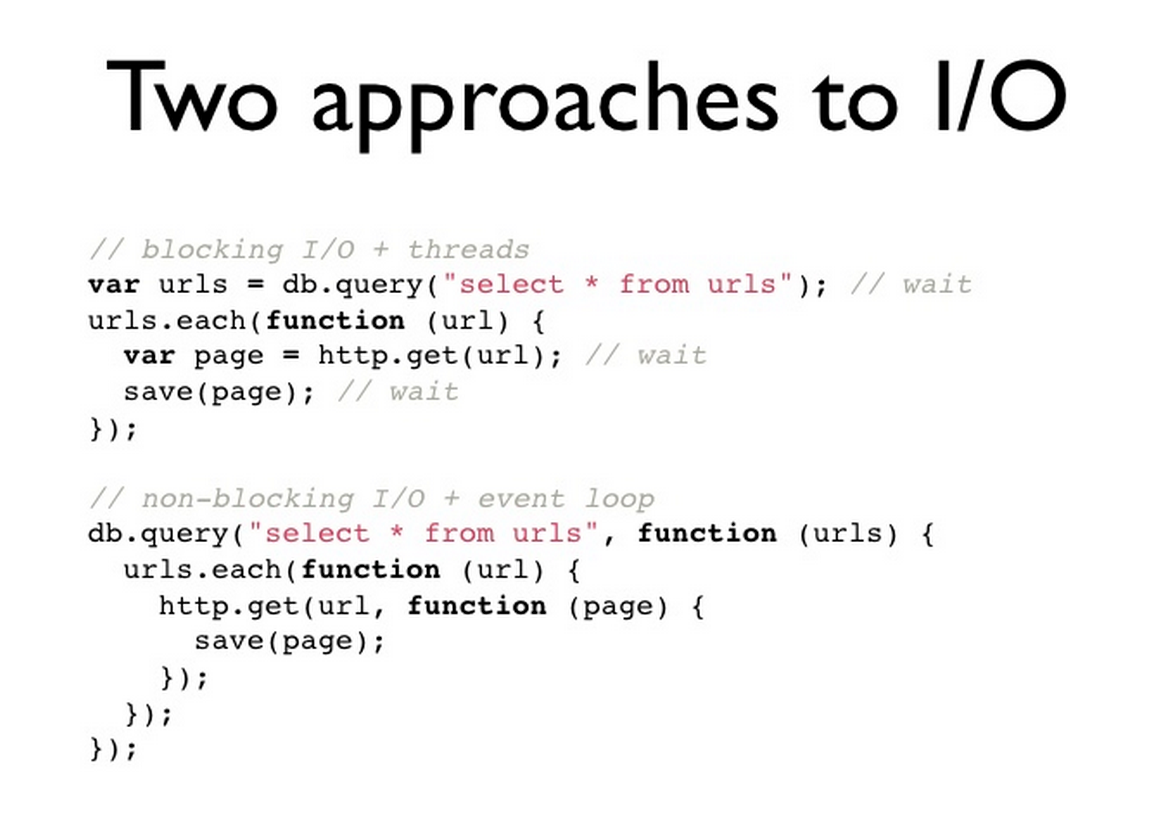 Two approaches to I/O
// blocking I/O + threads
var urls = db.query("select * from urls"); // wait
urls.each(function (url) {
  var page = http.get(url); // wait
  save(page); // wait
});
// non-blocking I/O + event loop
db.query("select * from urls", function (urls) {
  urls.each(function (url) {
    http.get(url, function (page) {
      save(page);
    });
  });
});